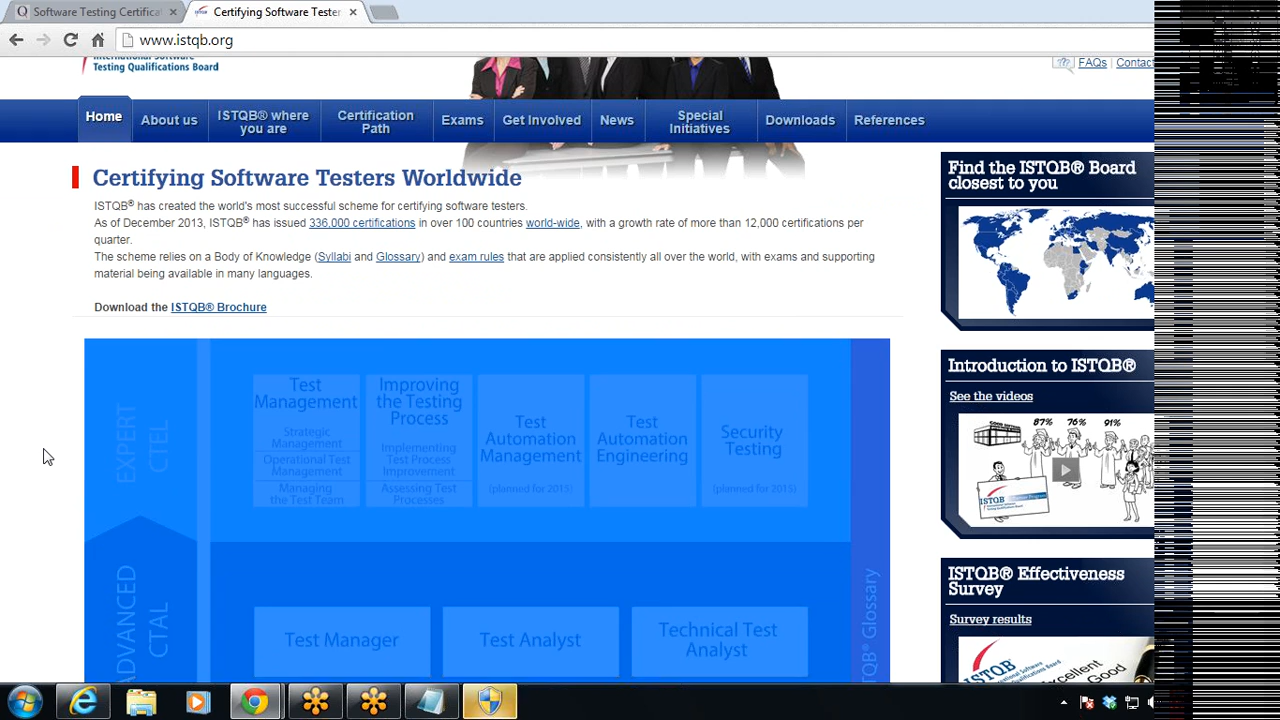 Software Testing Certificat
Certifying Software Tester
www.istqb.org
International Software
Testing Qualifications Board
FAQs | Contact
Home
About us
ISTQB® where
you are
Certification
Path
Exams
Get Involved
News
Special
Initiatives
Downloads
References
Certifying Software Testers Worldwide
ISTQB® has created the world's most successful scheme for certifying software testers.
As of December 2013, ISTQB® has issued 336,000 certifications in over 100 countries world-wide, with a growth rate of more than 12,000 certifications per
quarter.
The scheme relies on a Body of Knowledge (Syllabi and Glossary) and exam rules that are applied consistently all over the world, with exams and supporting
material being available in many languages.
Download the ISTQB® Brochure
EXPERT
CTEL
Test
Management
Strategic
Management
Operational Test
Management
Managing
the Test Team
Improving
the Testing
Process
Implementing
Test Process
Improvement
Assessing Test
Processes
Test
Automation
Management
(planned for 2015)
Test
Automation
Engineering
Security
Testing
(planned for 2015)
ADVANCED
CTAL
Test Manager
Test Analyst
Technical Test
Analyst
TQB® Glossary
Find the ISTQB® Board
closest to you
Introduction to ISTQB®
See the videos
87% 76% 91%
ISTQB
ISTQB® Effectiveness
Survey
Survey results
ISTQB
Excellent
Good